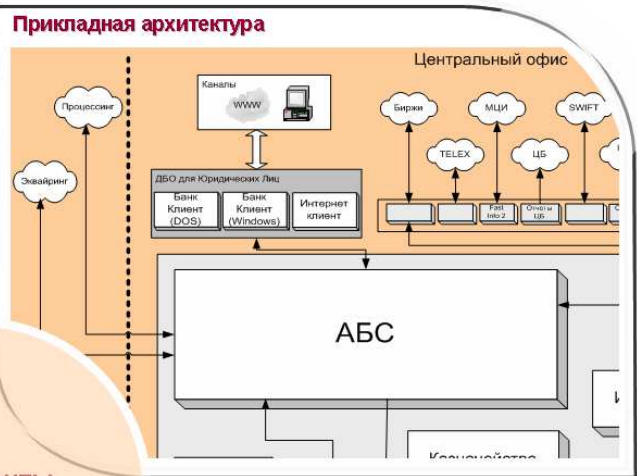 Прикладная архитектура
Центральный офис
Каналы
www
Процессинг
Биржи
МЦИ
SWIFT
TELEX
ЦБ
Эквайринг
ДБО для Юридических Лиц
Банк
Клиент
(DOS)
Банк
Клиент
(Windows)
Интернет
клиент
Fast
Info 2
Отчеты
ЦБ
АБС
Казначейство